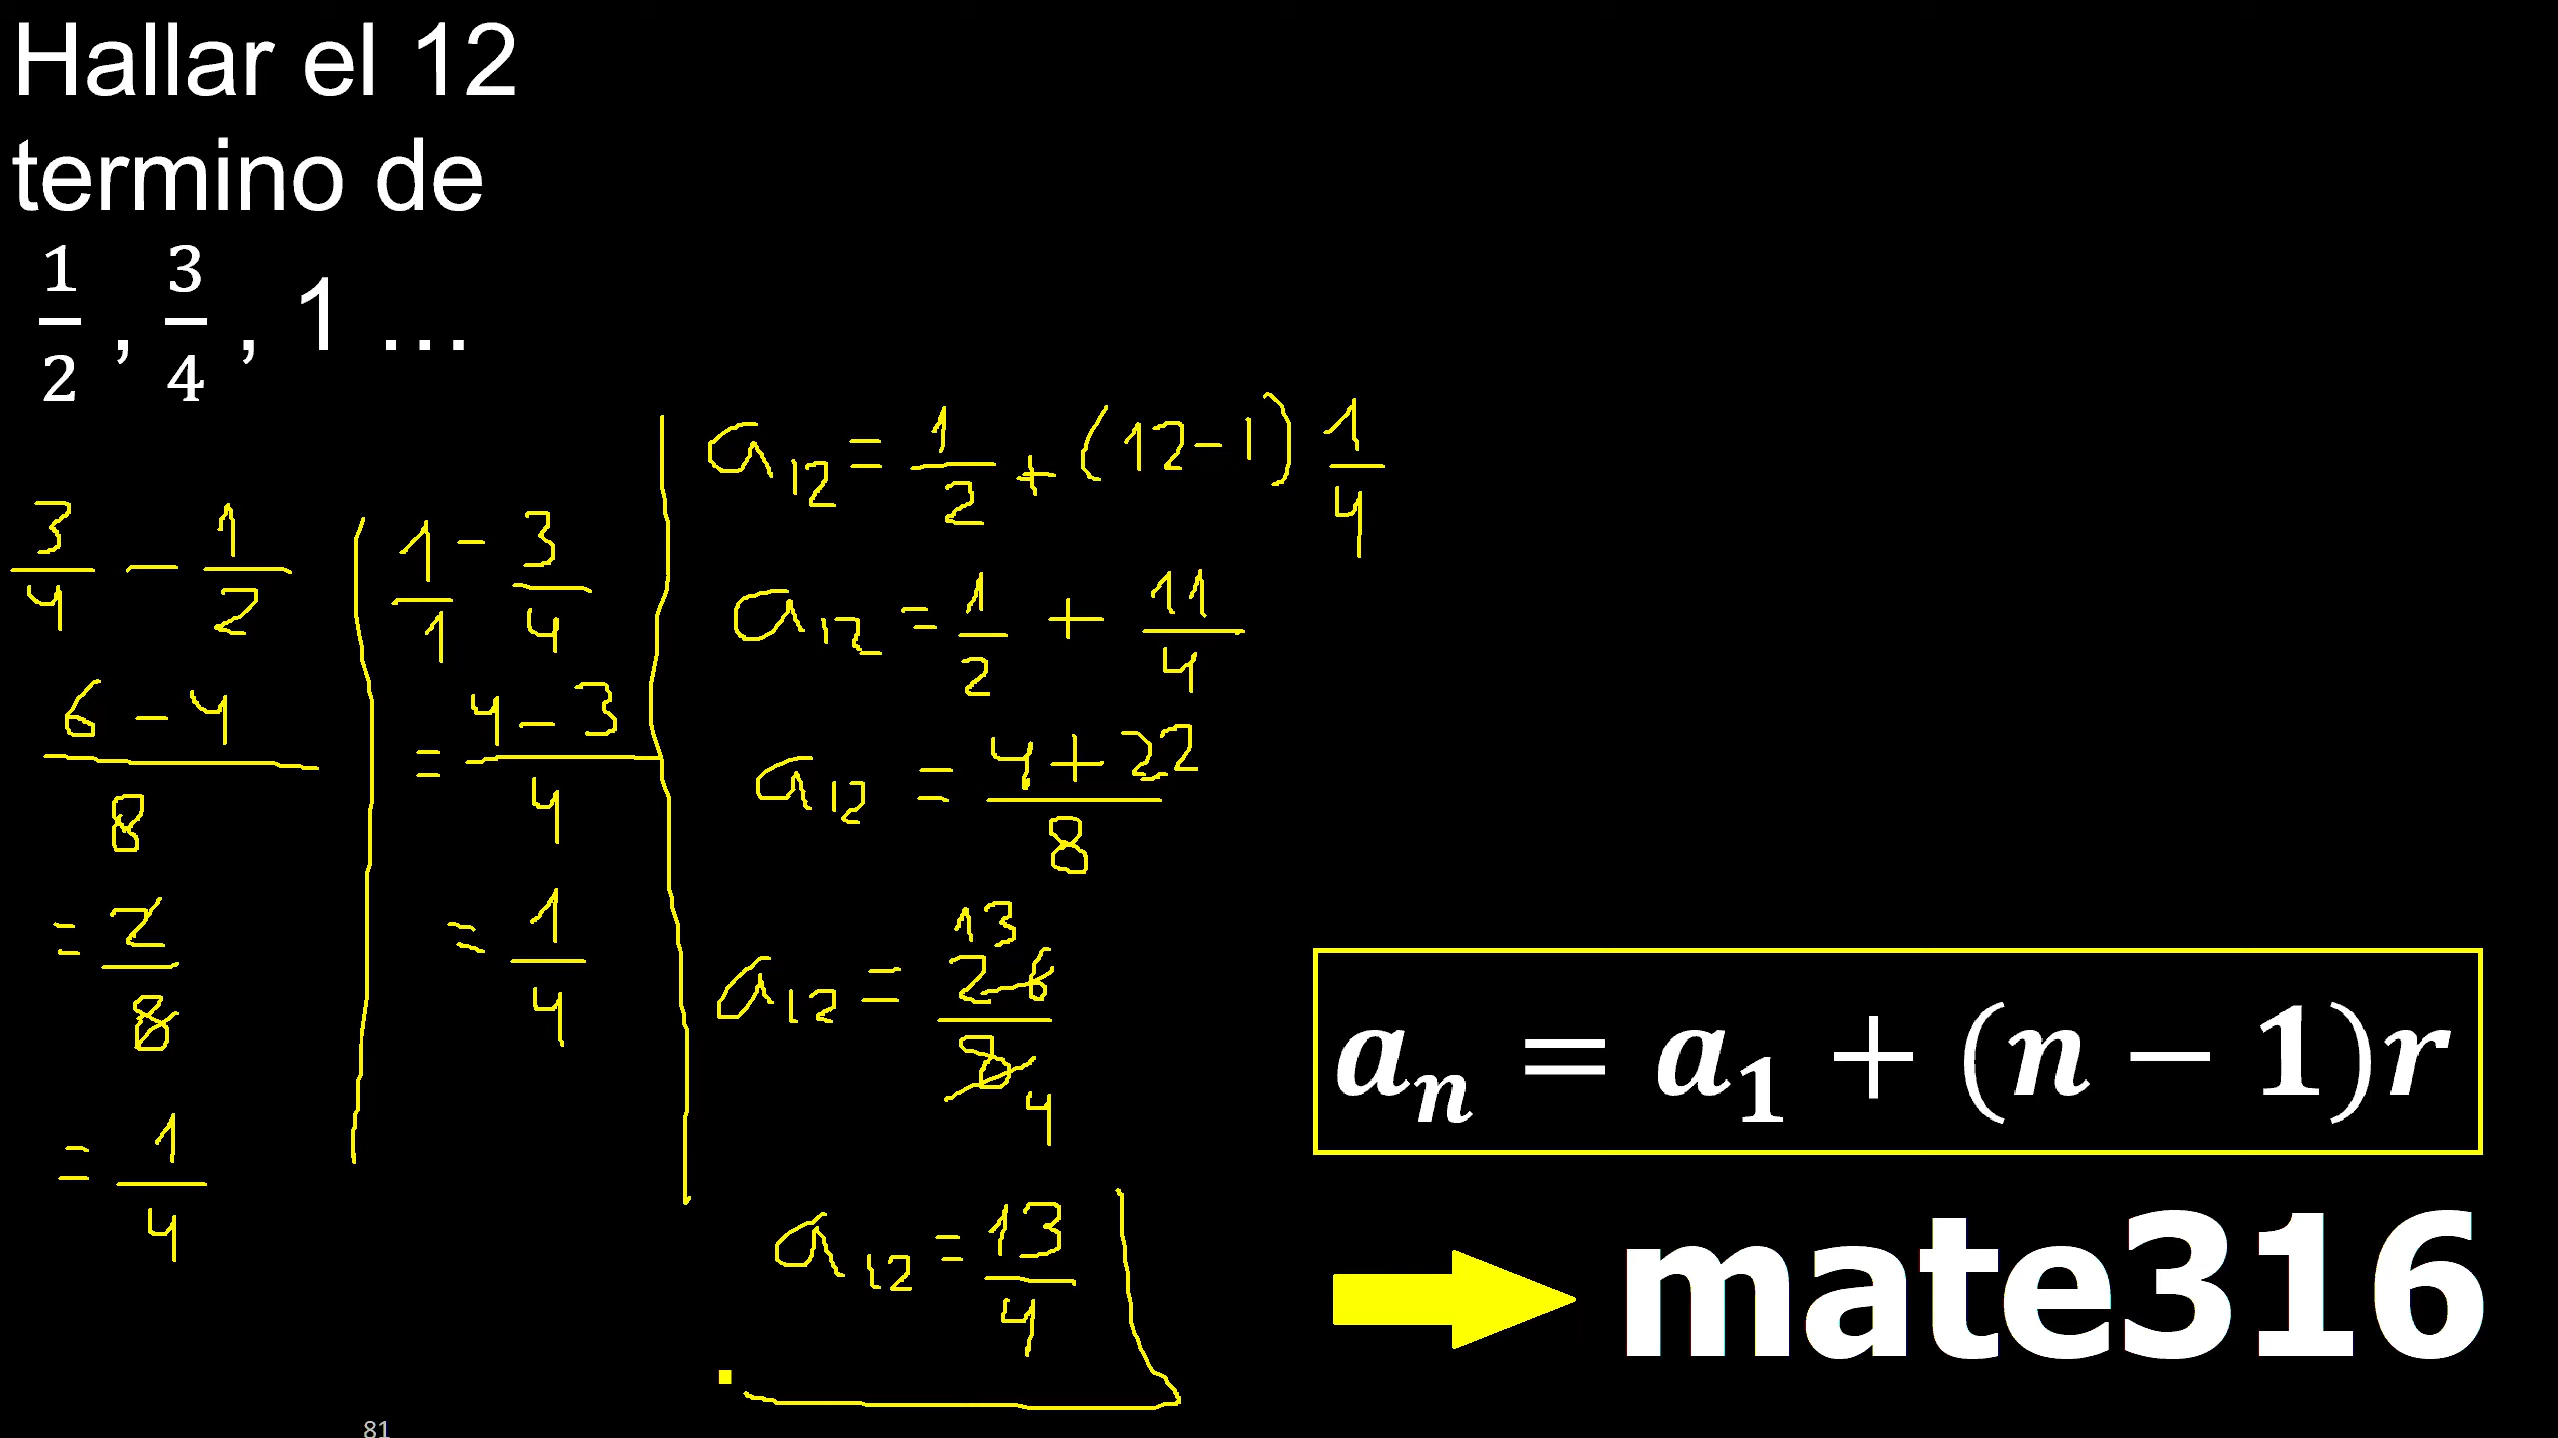 Hallar el 12
termino de
1/2 , 3/4 , 1 ...
3/4 - 1/2
6 - 4 / 8
= 2/8
= 1/4
1/1 - 3/4
= 4 - 3 / 4
= 1/4
a12 = 1/2 + (12-1) 1/4
a12 = 1/2 + 11/4
a12 = 4 + 22 / 8
13
a12 = 26/8
4
a12 = 13/4
an = a1 + (n − 1)r
mate316
81